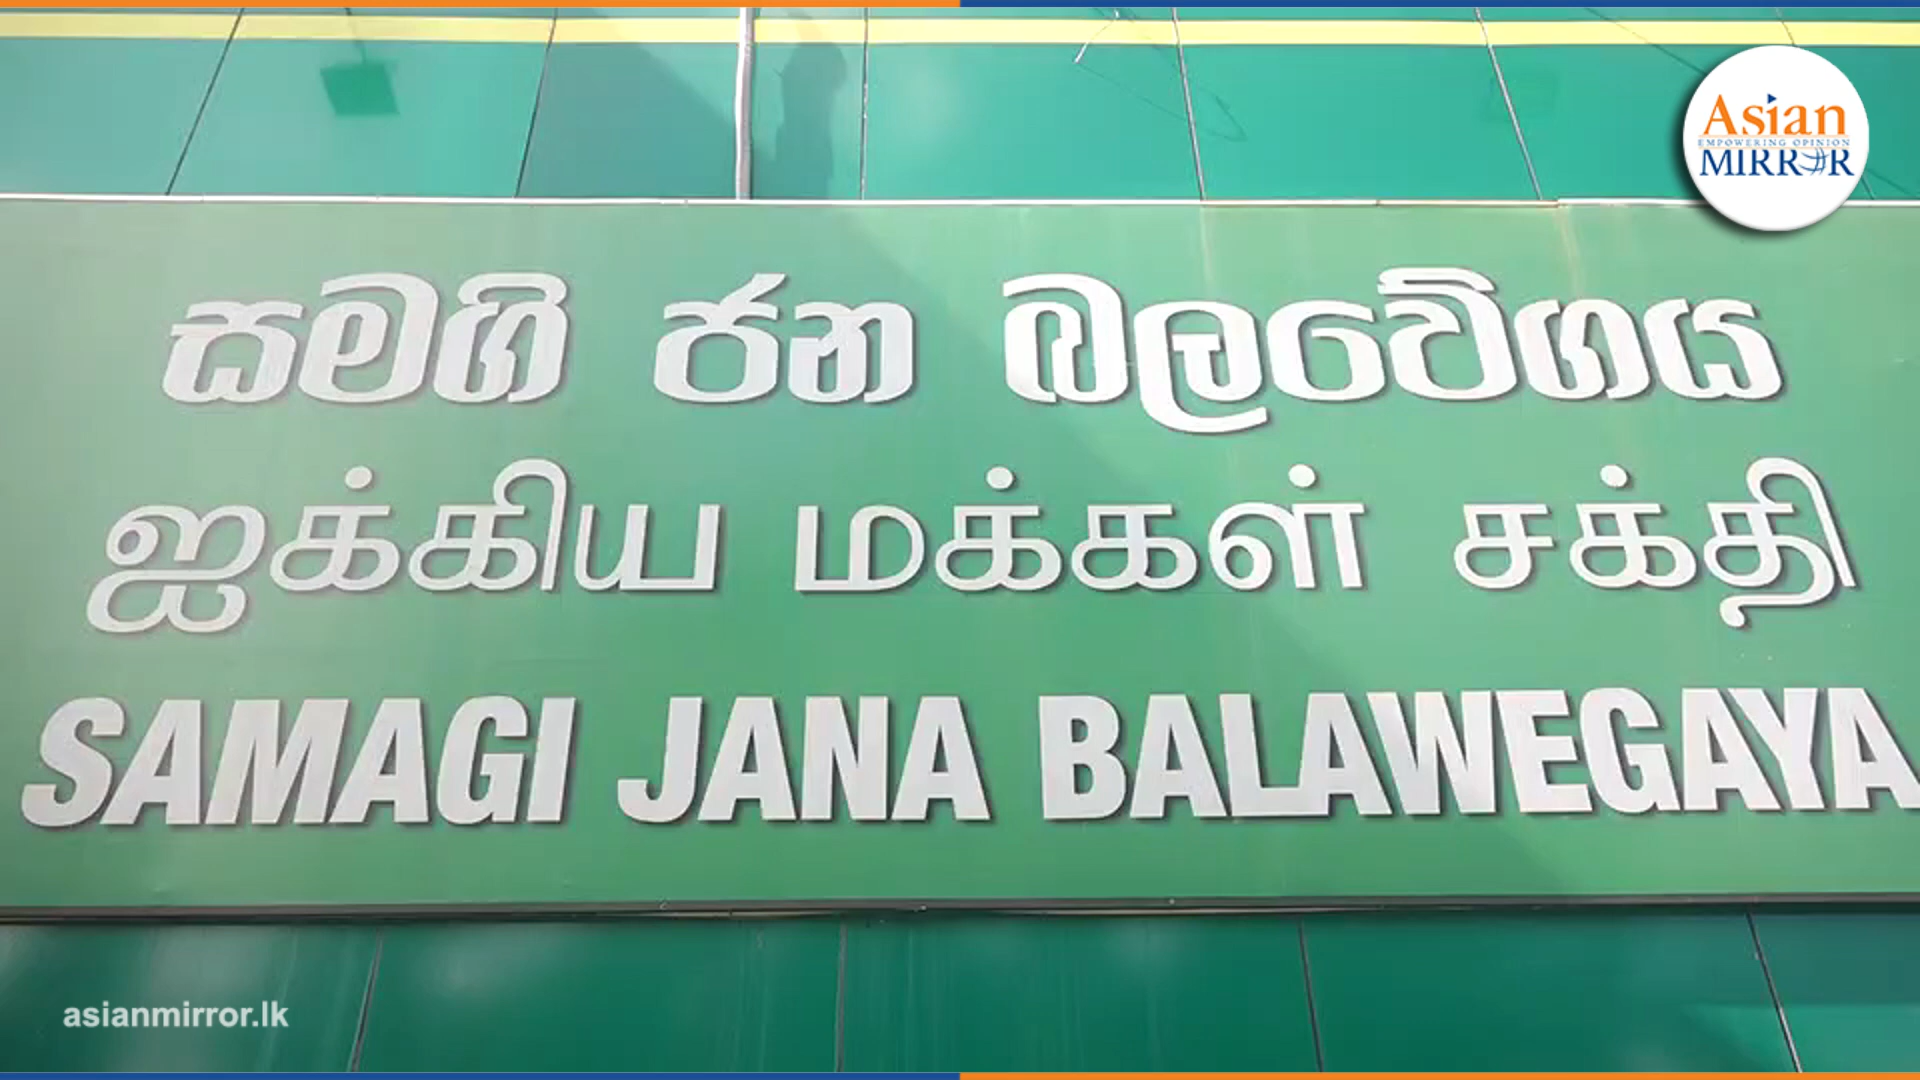 Asian
EMPOWERING OPINION
MIRROR
සමගි ජන බලවේගය
ஐக்கிய மக்கள் சக்தி
SAMAGI JANA BALAWEGAYA
asianmirror.lk